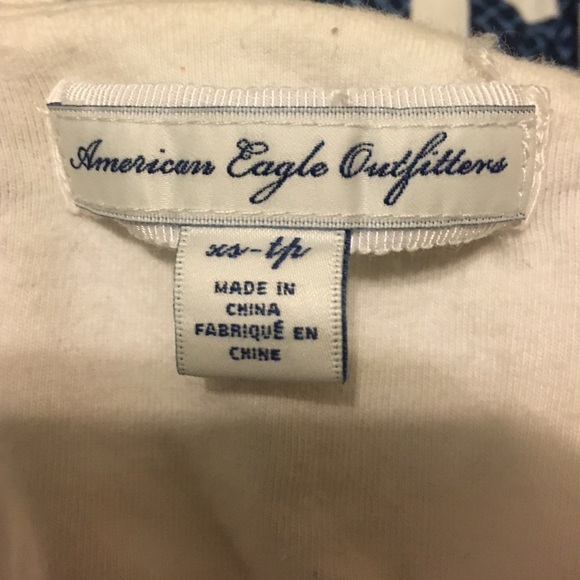 American Eagle Outfitters
xs-tp
MADE IN
CHINA
FABRIQUÉ EN
CHINE